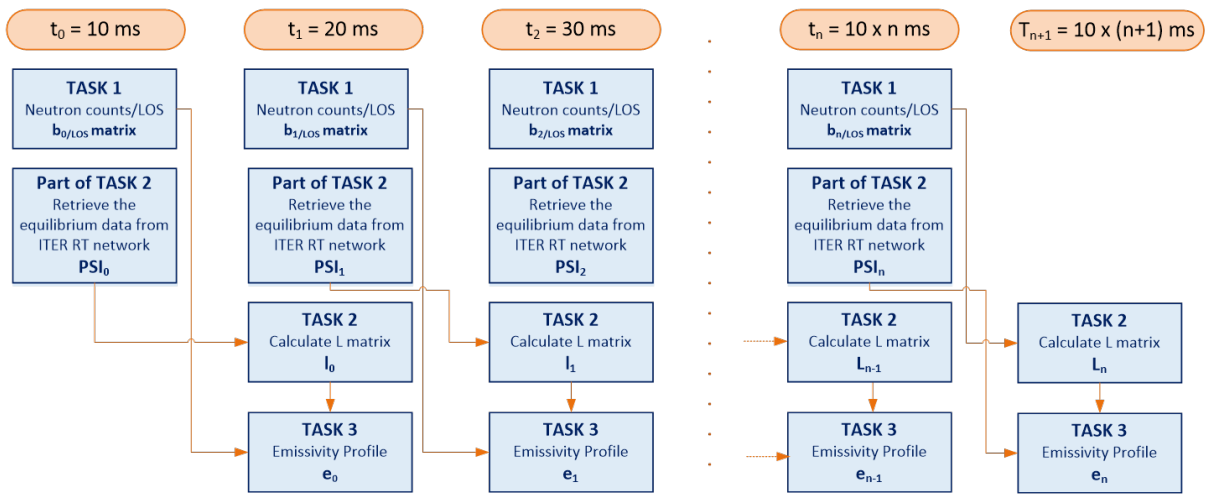 t₀ = 10 ms
t₁ = 20 ms
t₂ = 30 ms
tₙ = 10 x n ms
Tₙ₊₁ = 10 x (n+1) ms
TASK 1
Neutron counts/LOS
b₀/LOS matrix
TASK 1
Neutron counts/LOS
b₁/LOS matrix
TASK 1
Neutron counts/LOS
b₂/LOS matrix
TASK 1
Neutron counts/LOS
bₙ/LOS matrix
Part of TASK 2
Retrieve the
equilibrium data from
ITER RT network
PSI₀
Part of TASK 2
Retrieve the
equilibrium data from
ITER RT network
PSI₁
Part of TASK 2
Retrieve the
equilibrium data from
ITER RT network
PSI₂
Part of TASK 2
Retrieve the
equilibrium data from
ITER RT network
PSIₙ
TASK 2
Calculate L matrix
l₀
TASK 2
Calculate L matrix
l₁
TASK 2
Calculate L matrix
Lₙ₋₁
TASK 2
Calculate L matrix
Lₙ
TASK 3
Emissivity Profile
e₀
TASK 3
Emissivity Profile
e₁
TASK 3
Emissivity Profile
eₙ₋₁
TASK 3
Emissivity Profile
eₙ